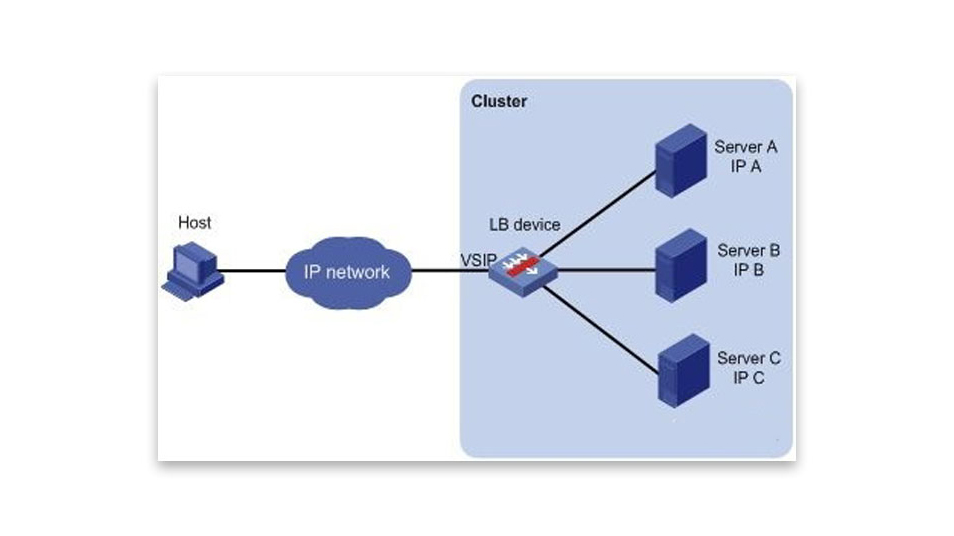 Cluster
Server A
IP A
Host
LB device
VSIP
IP network
Server B
IP B
Server C
IP C